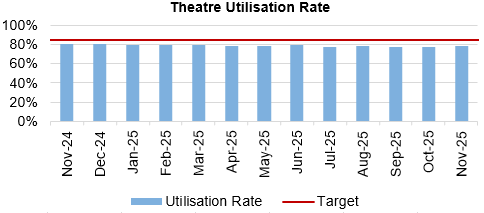 Theatre Utilisation Rate
100%
80%
60%
40%
20%
0%
Nov-24 Dec-24 Jan-25 Feb-25 Mar-25 Apr-25 May-25 Jun-25 Jul-25 Aug-25 Sep-25 Oct-25 Nov-25
Utilisation Rate Target